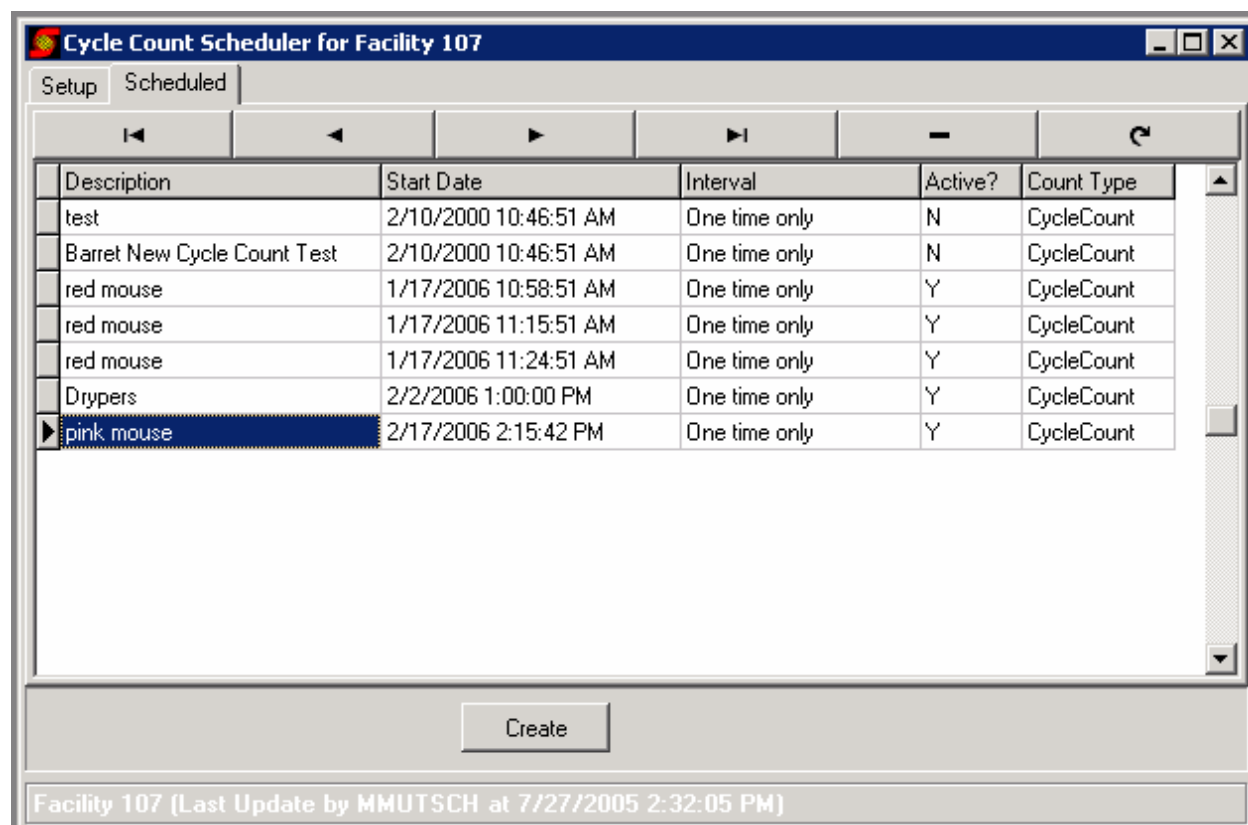 Cycle Count Scheduler for Facility 107
Setup Scheduled
Description Start Date Interval Active? Count Type
test 2/10/2000 10:46:51 AM One time only N CycleCount
Barret New Cycle Count Test 2/10/2000 10:46:51 AM One time only N CycleCount
red mouse 1/17/2006 10:58:51 AM One time only Y CycleCount
red mouse 1/17/2006 11:15:51 AM One time only Y CycleCount
red mouse 1/17/2006 11:24:51 AM One time only Y CycleCount
Drypers 2/2/2006 1:00:00 PM One time only Y CycleCount
pink mouse 2/17/2006 2:15:42 PM One time only Y CycleCount
Create
Facility 107 (Last Update by MMUTSCH at 7/27/2005 2:32:05 PM)